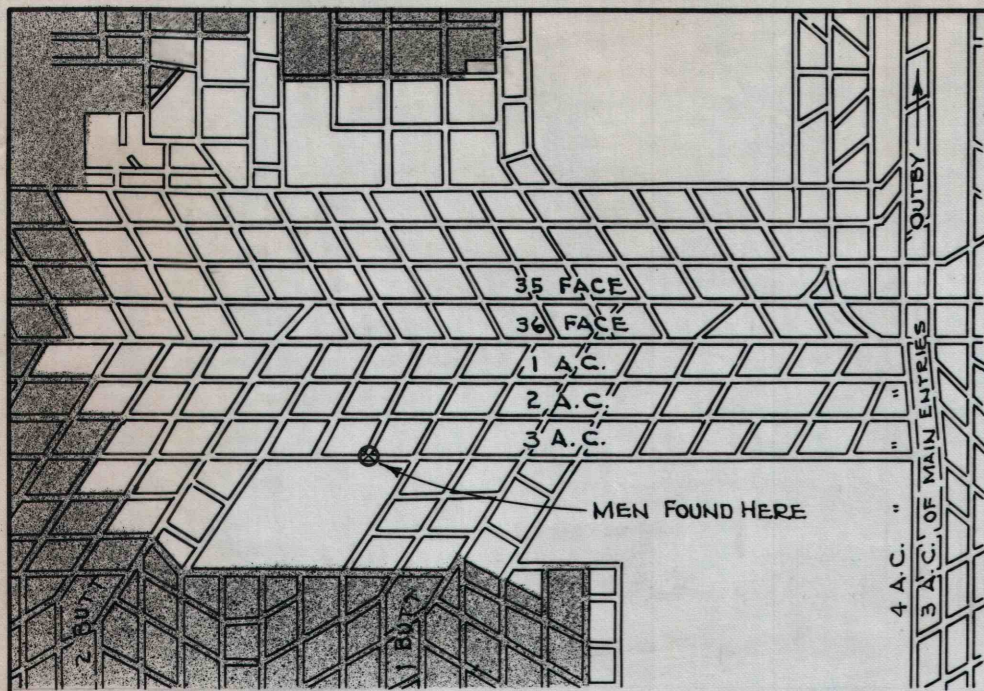 "OUTBY
35 FACE
36 FACE
1 A.C.
2 A.C.
3 A.C.
MEN FOUND HERE
2 BUTT
1 BUTT
4 A.C. " " "
3 A.C. OF MAIN ENTRIES